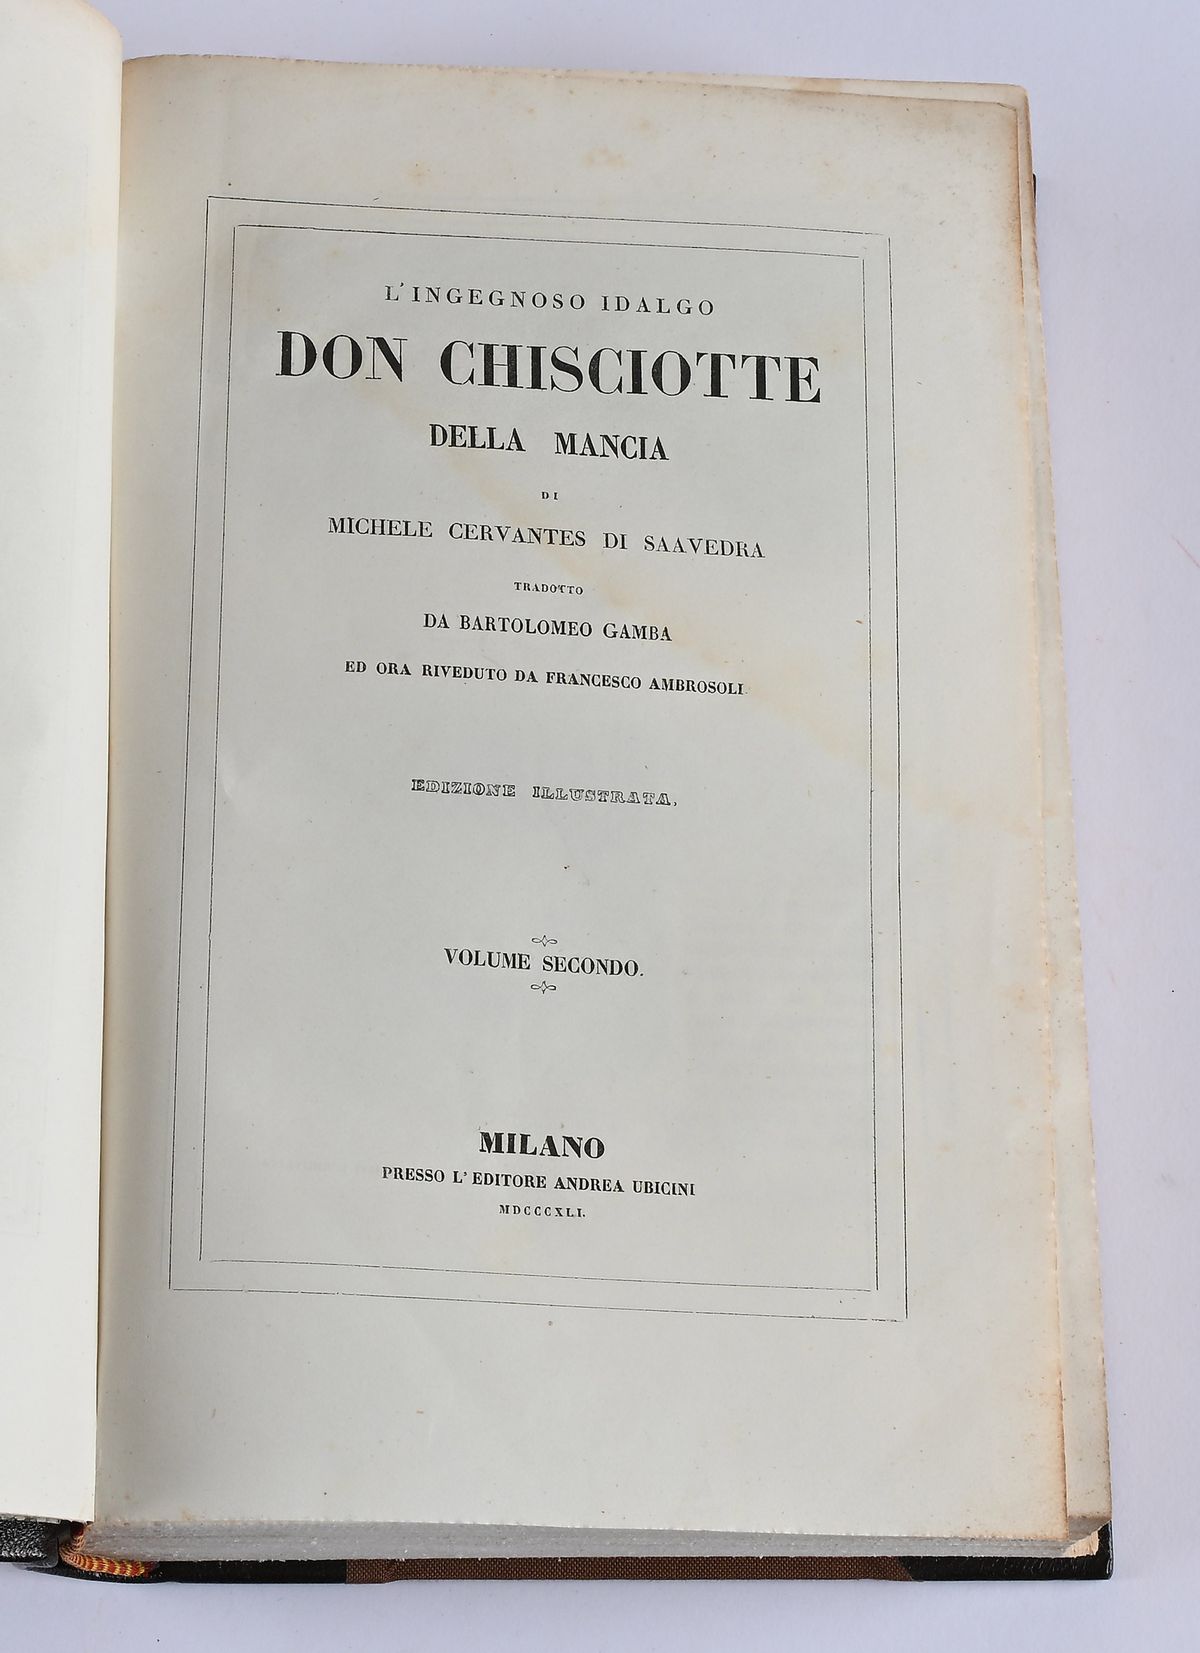 L'INGEGNOSO IDALGO
DON CHISCIOTTE
DELLA MANCIA
DI
MICHELE CERVANTES DI SAAVEDRA
TRADOTTO
DA BARTOLOMEO GAMBA
ED ORA RIVEDUTO DA FRANCESCO AMBROSOLI
EDIZIONE ILLUSTRATA,
VOLUME SECONDO.
MILANO
PRESSO L'EDITORE ANDREA UBICINI
MDCCCXLI.